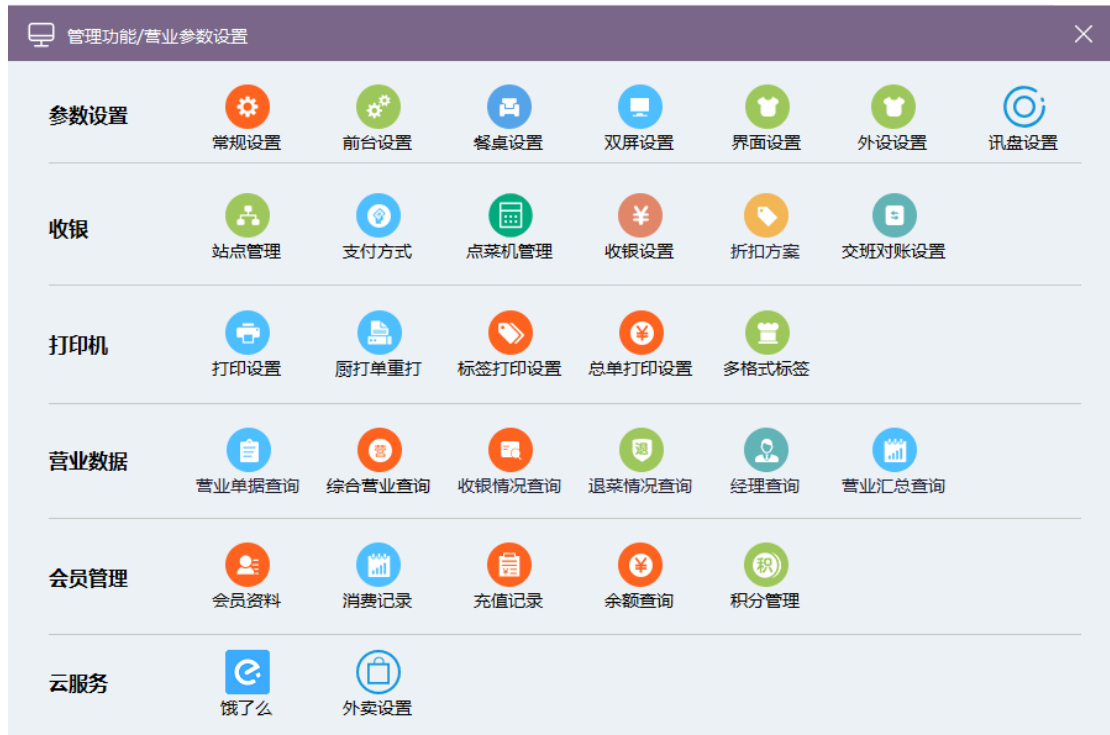 管理功能/营业参数设置
参数设置
常规设置 前台设置 餐桌设置 双屏设置 界面设置 外设设置 讯盘设置
收银
站点管理 支付方式 点菜机管理 收银设置 折扣方案 交班对账设置
打印机
打印设置 厨打单重打 标签打印设置 总单打印设置 多格式标签
营业数据
营
退
营业单据查询 综合营业查询 收银情况查询 退菜情况查询 经理查询 营业汇总查询
会员管理
积
会员资料 消费记录 充值记录 余额查询 积分管理
云服务
饿了么 外卖设置